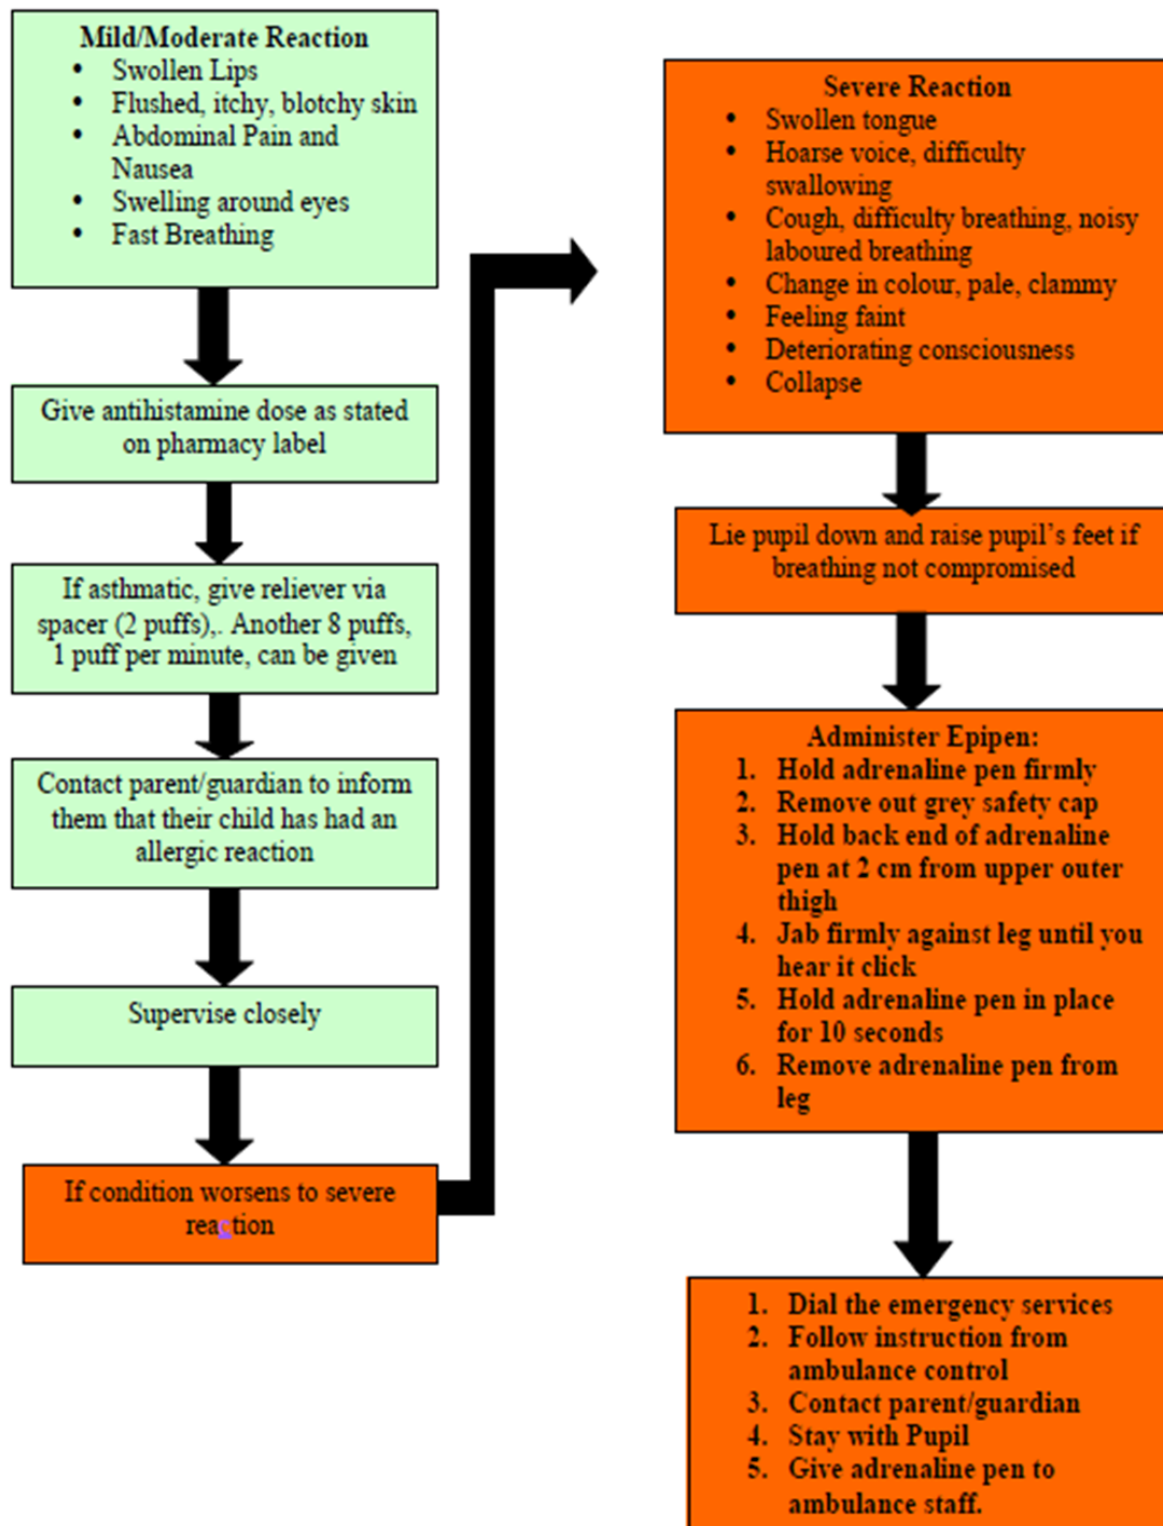 Mild/Moderate Reaction
• Swollen Lips
• Flushed, itchy, blotchy skin
• Abdominal Pain and
Nausea
• Swelling around eyes
• Fast Breathing
Give antihistamine dose as stated
on pharmacy label
If asthmatic, give reliever via
spacer (2 puffs),. Another 8 puffs,
1 puff per minute, can be given
Contact parent/guardian to inform
them that their child has had an
allergic reaction
Supervise closely
If condition worsens to severe
reaction
Severe Reaction
• Swollen tongue
• Hoarse voice, difficulty
swallowing
• Cough, difficulty breathing, noisy
laboured breathing
• Change in colour, pale, clammy
• Feeling faint
• Deteriorating consciousness
• Collapse
Lie pupil down and raise pupil’s feet if
breathing not compromised
Administer Epipen:
1. Hold adrenaline pen firmly
2. Remove out grey safety cap
3. Hold back end of adrenaline
pen at 2 cm from upper outer
thigh
4. Jab firmly against leg until you
hear it click
5. Hold adrenaline pen in place
for 10 seconds
6. Remove adrenaline pen from
leg
1. Dial the emergency services
2. Follow instruction from
ambulance control
3. Contact parent/guardian
4. Stay with Pupil
5. Give adrenaline pen to
ambulance staff.